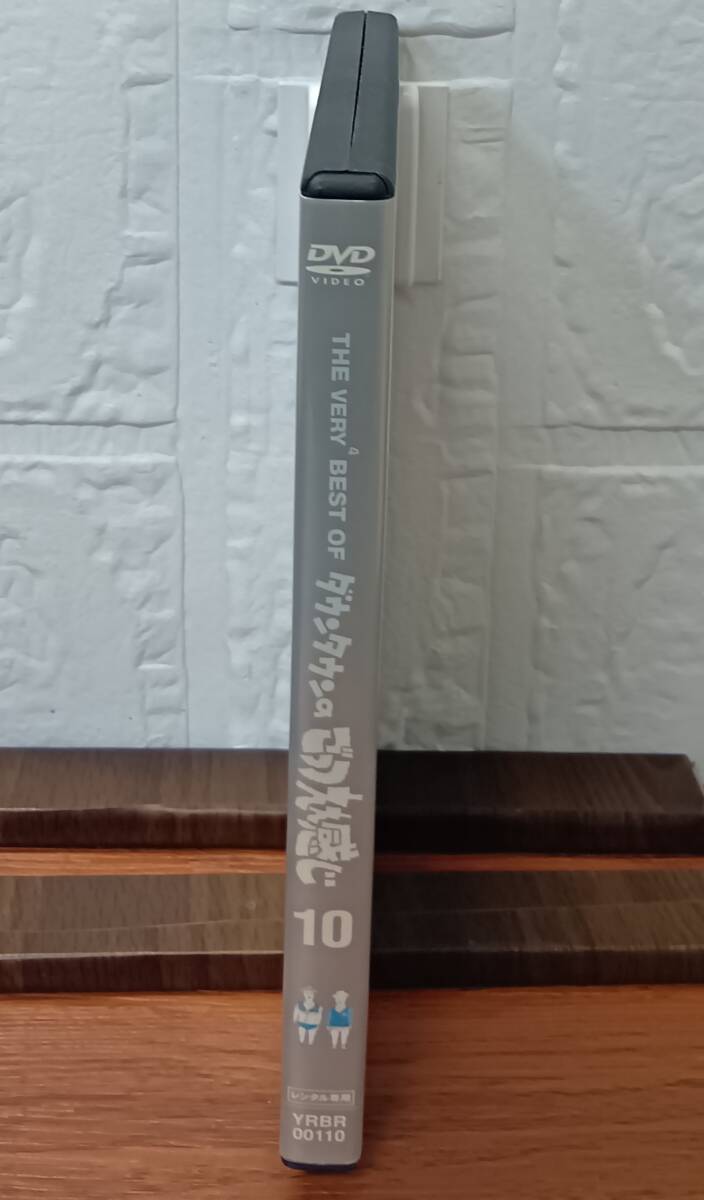 DVD
VIDEO
THE VERY4 BEST OF ダウンタウンのごっつええ感じ
10
レンタル専用
YRBR
00110